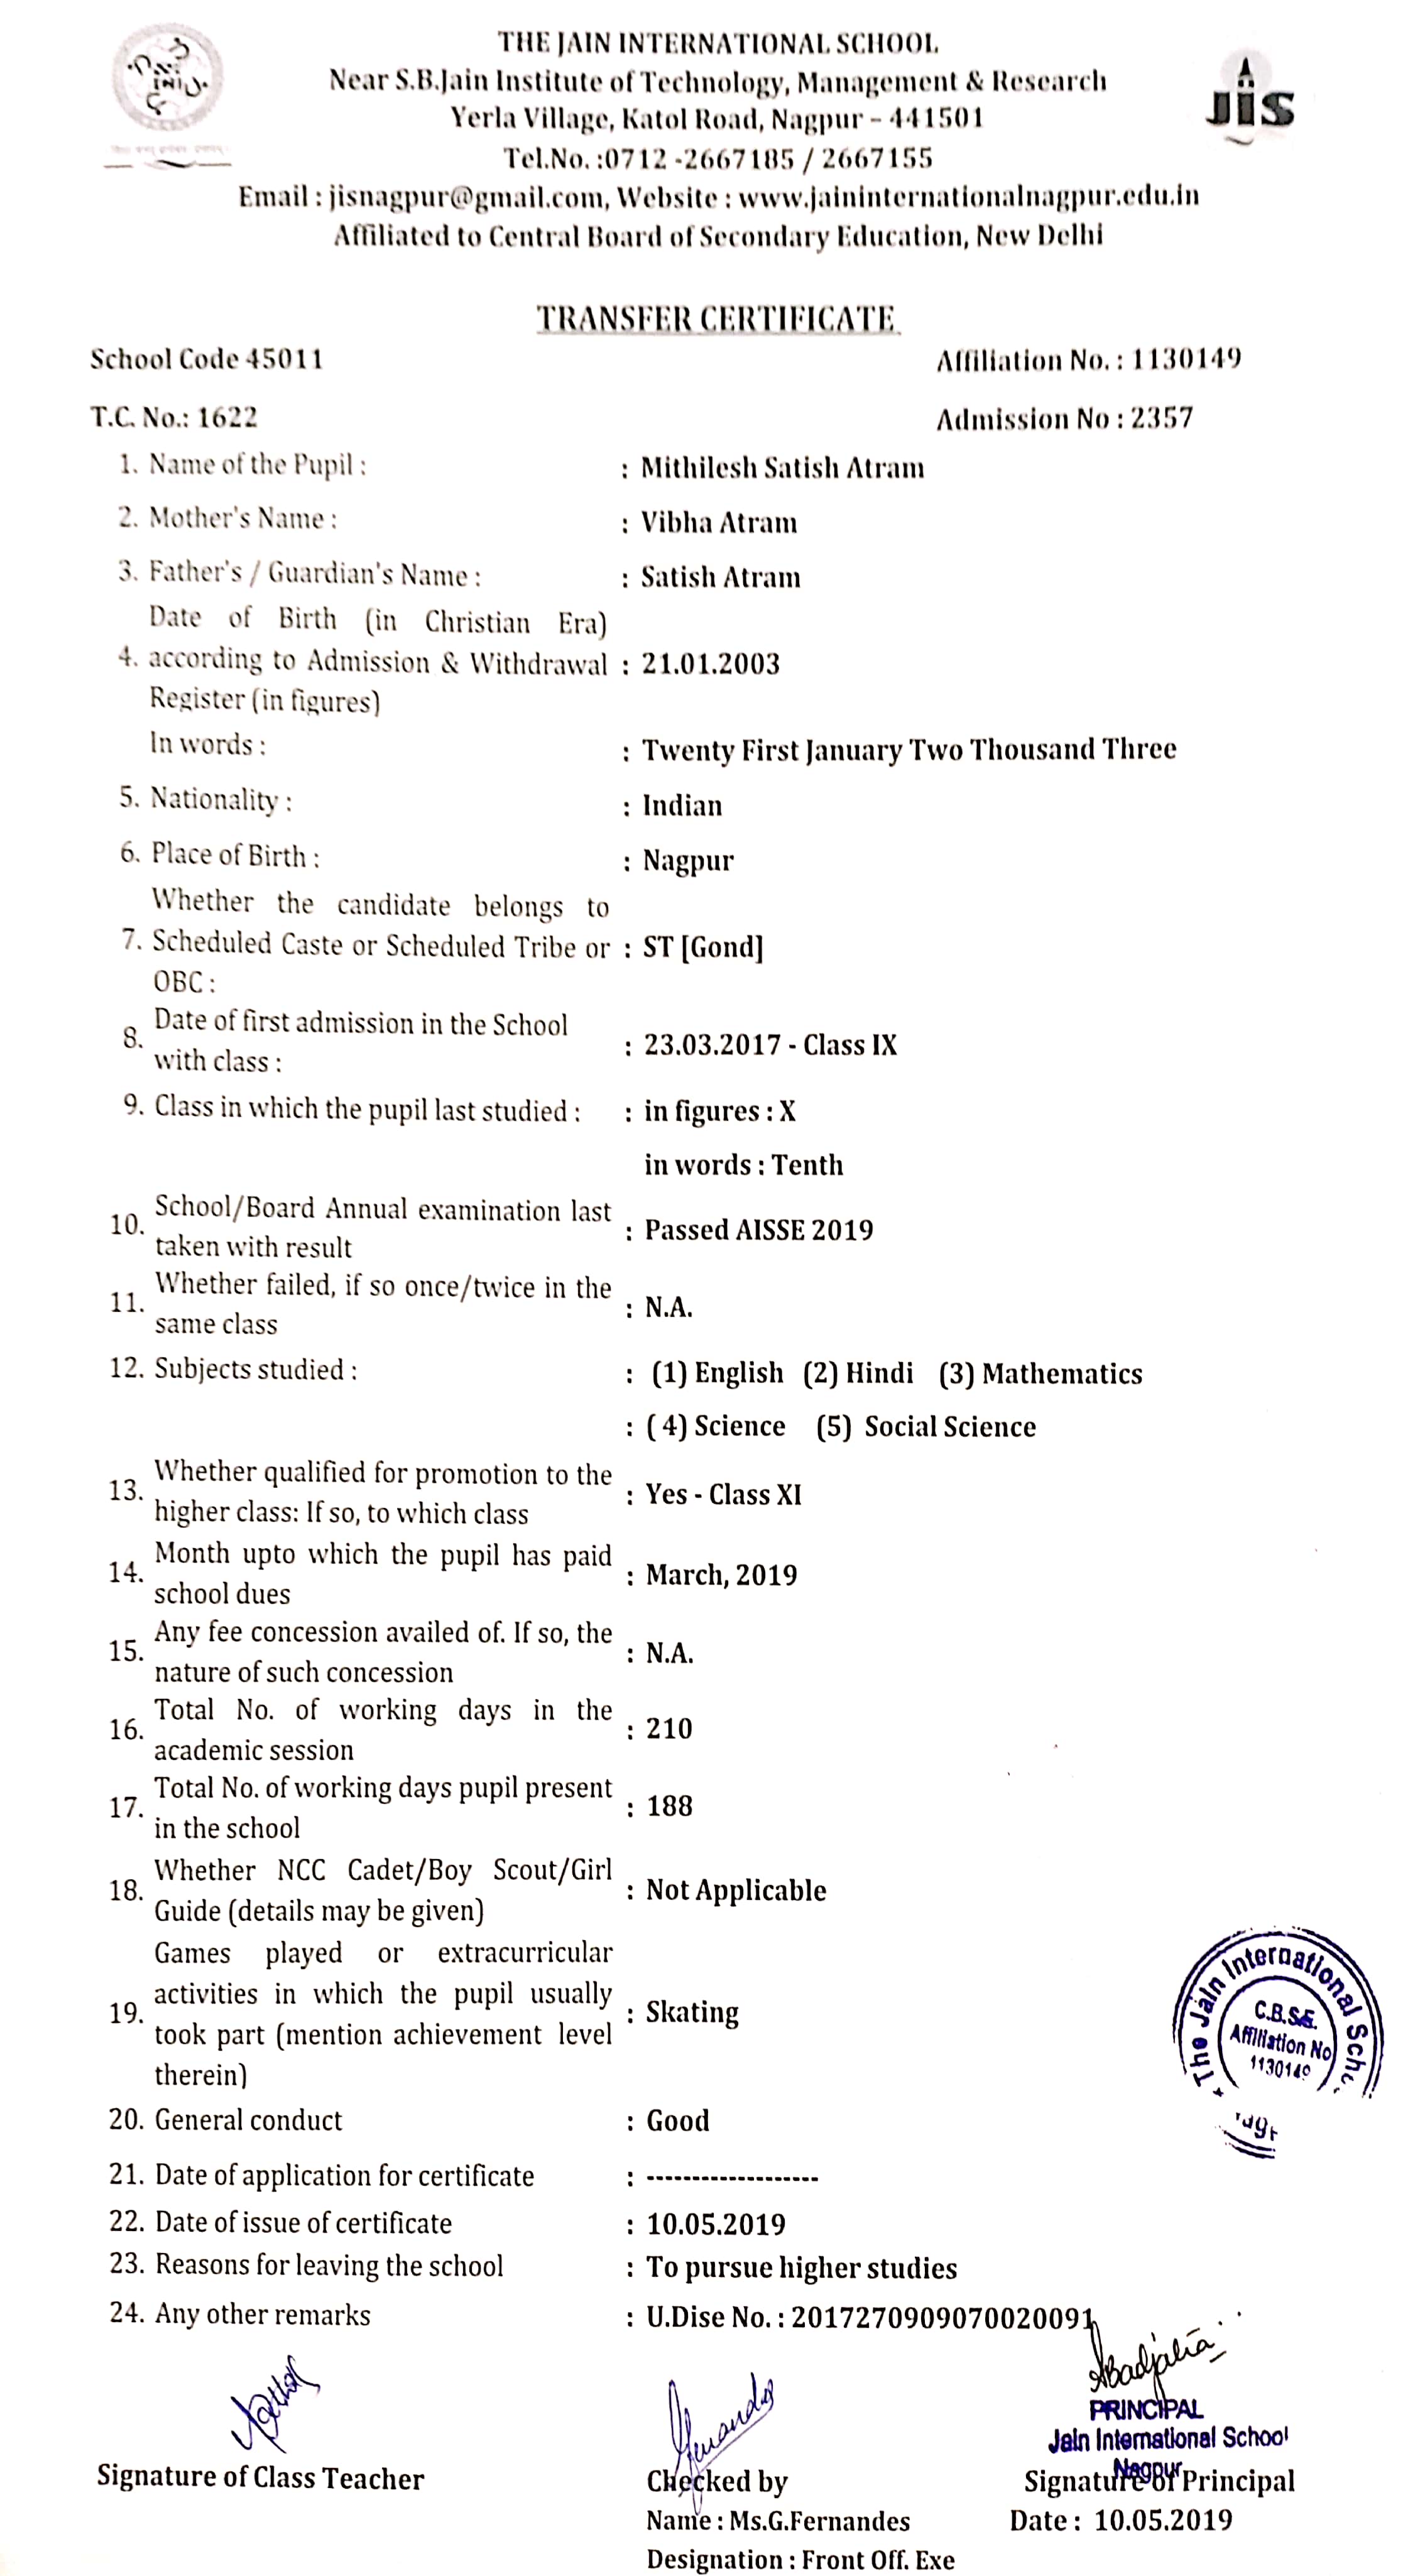 THE JAIN INTERNATIONAL SCHOOL
Near S.B.Jain Institute of Technology, Management & Research
Yerla Village, Katol Road, Nagpur – 441501
Tel.No. :0712 -2667185 / 2667155
Email : jisnagpur@gmail.com, Website : www.jaininternationalnagpur.edu.in
Affiliated to Central Board of Secondary Education, New Delhi
JIS
TRANSFER CERTIFICATE
School Code 45011 Affiliation No. : 1130149
T.C. No.: 1622 Admission No : 2357
1. Name of the Pupil : : Mithilesh Satish Atram
2. Mother's Name : : Vibha Atram
3. Father's / Guardian's Name : : Satish Atram
Date of Birth (in Christian Era)
4. according to Admission & Withdrawal : 21.01.2003
Register (in figures)
In words : : Twenty First January Two Thousand Three
5. Nationality : : Indian
6. Place of Birth : : Nagpur
Whether the candidate belongs to
7. Scheduled Caste or Scheduled Tribe or : ST [Gond]
OBC :
8. Date of first admission in the School
with class : : 23.03.2017 - Class IX
9. Class in which the pupil last studied : : in figures : X
in words : Tenth
10. School/Board Annual examination last
taken with result : Passed AISSE 2019
11. Whether failed, if so once/twice in the
same class : N.A.
12. Subjects studied : : (1) English (2) Hindi (3) Mathematics
: ( 4) Science (5) Social Science
13. Whether qualified for promotion to the
higher class: If so, to which class : Yes - Class XI
14. Month upto which the pupil has paid
school dues : March, 2019
15. Any fee concession availed of. If so, the
nature of such concession : N.A.
16. Total No. of working days in the
academic session : 210
17. Total No. of working days pupil present
in the school : 188
18. Whether NCC Cadet/Boy Scout/Girl
Guide (details may be given) : Not Applicable
Games played or extracurricular
activities in which the pupil usually
19. took part (mention achievement level : Skating
therein)
The Jain International Scho
C.B.S.E.
Affiliation No
1130149
20. General conduct : Good
21. Date of application for certificate : -------------------
22. Date of issue of certificate : 10.05.2019
23. Reasons for leaving the school : To pursue higher studies
24. Any other remarks : U.Dise No. : 2017270909070020091
PRINCIPAL
Jain International School
Nagpur
Signature of Class Teacher Checked by Signature of Principal
Name : Ms.G.Fernandes Date : 10.05.2019
Designation : Front Off. Exe